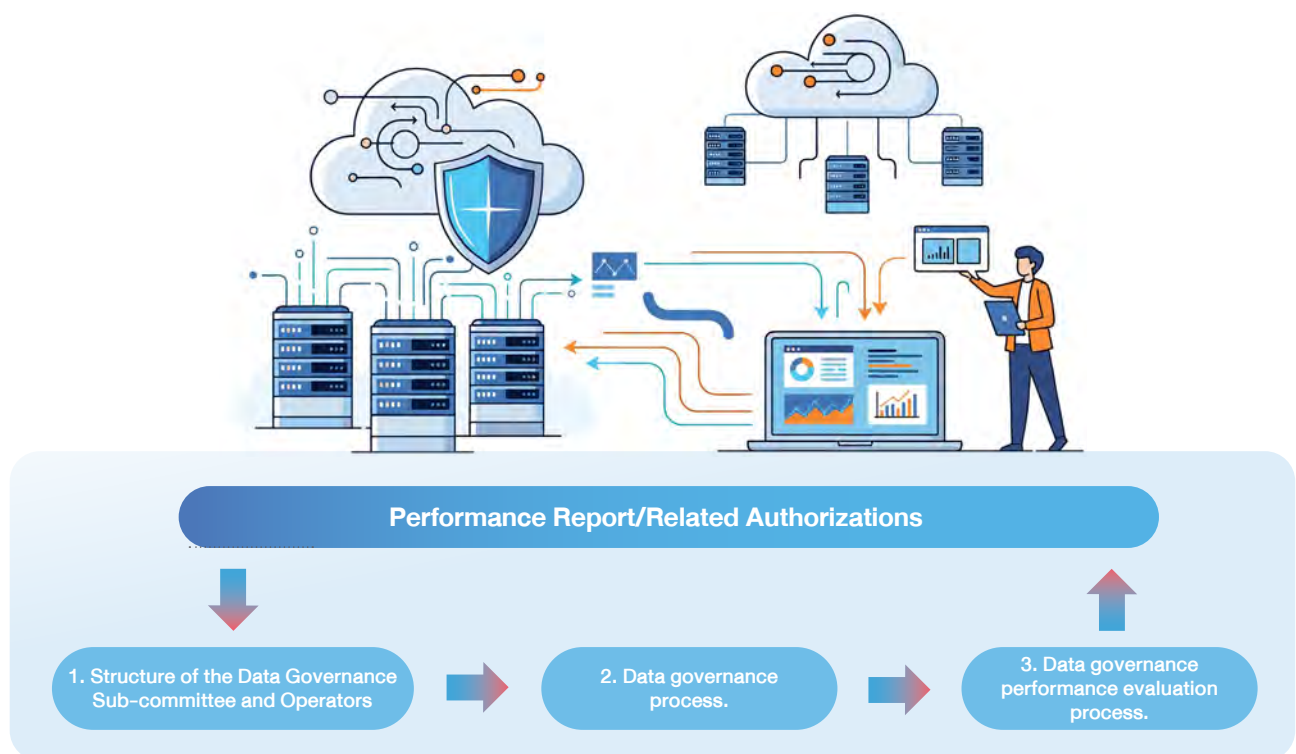 Performance Report/Related Authorizations
1. Structure of the Data Governance
Sub-committee and Operators
2. Data governance
process.
3. Data governance
performance evaluation
process.